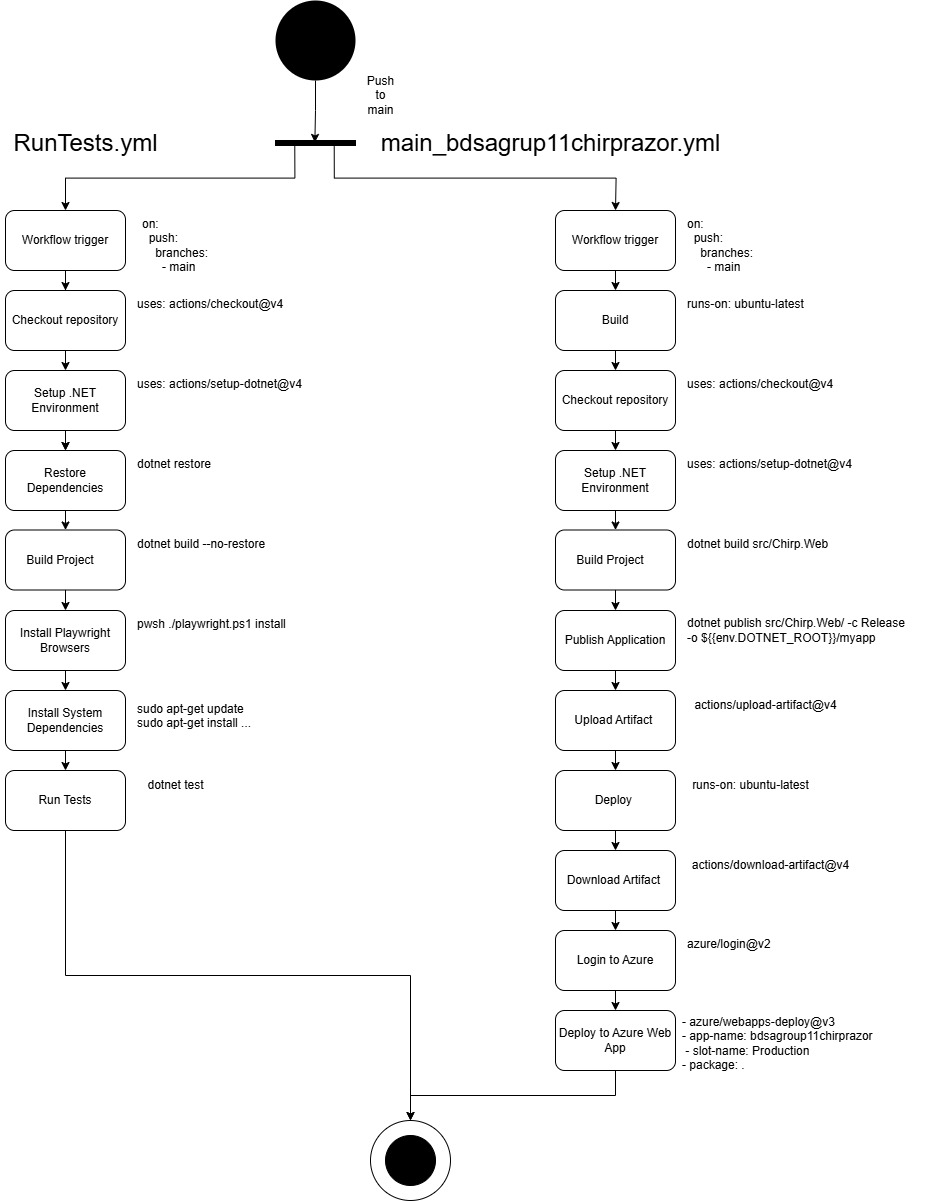 Push
to
main
RunTests.yml
main_bdsagrup11chirprazor.yml
Workflow trigger
on:
push:
branches:
- main
Checkout repository
uses: actions/checkout@v4
Setup .NET
Environment
uses: actions/setup-dotnet@v4
Restore
Dependencies
dotnet restore
Build Project
dotnet build --no-restore
Install Playwright
Browsers
pwsh ./playwright.ps1 install
Install System
Dependencies
sudo apt-get update
sudo apt-get install ...
Run Tests
dotnet test
Workflow trigger
on:
push:
branches:
- main
Build
runs-on: ubuntu-latest
Checkout repository
uses: actions/checkout@v4
Setup .NET
Environment
uses: actions/setup-dotnet@v4
Build Project
dotnet build src/Chirp.Web
Publish Application
dotnet publish src/Chirp.Web/ -c Release
-o ${{env.DOTNET_ROOT}}/myapp
Upload Artifact
actions/upload-artifact@v4
Deploy
runs-on: ubuntu-latest
Download Artifact
actions/download-artifact@v4
Login to Azure
azure/login@v2
Deploy to Azure Web
App
- azure/webapps-deploy@v3
- app-name: bdsagroup11chirprazor
- slot-name: Production
- package: .